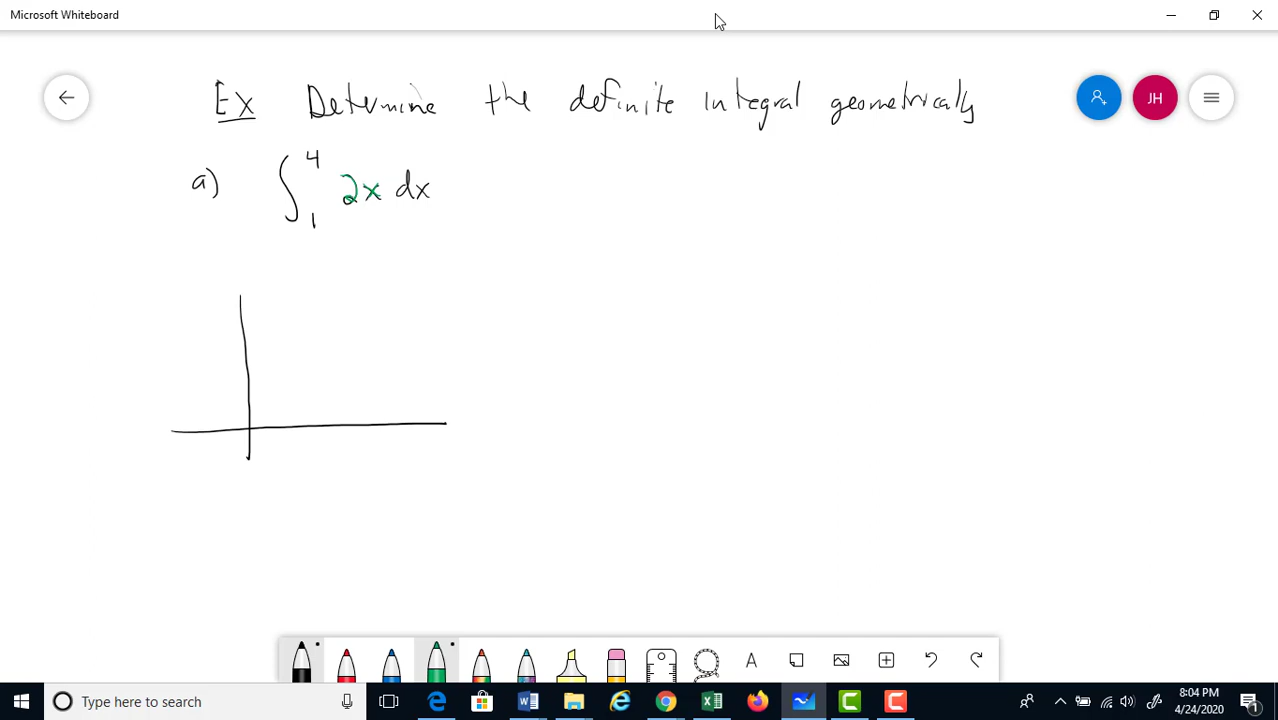 Microsoft Whiteboard
Ex Determine the definite integral geometrically
JH
a) ∫₁⁴ 2x dx
A
Type here to search
8:04 PM
4/24/2020
1